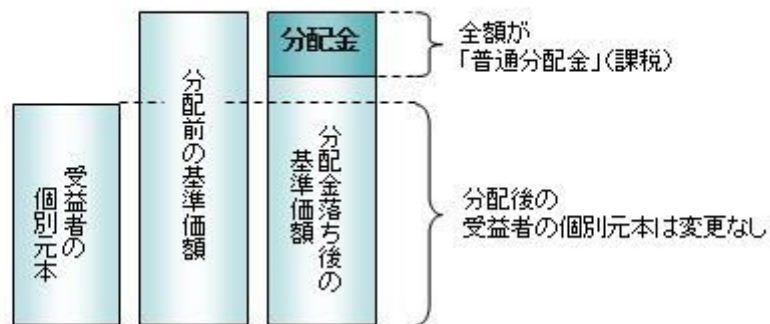 受益者の
個別元本
分配前の基準価額
分配金
分配金落ち後の
基準価額
全額が
「普通分配金」(課税)
分配後の
受益者の個別元本は変更なし